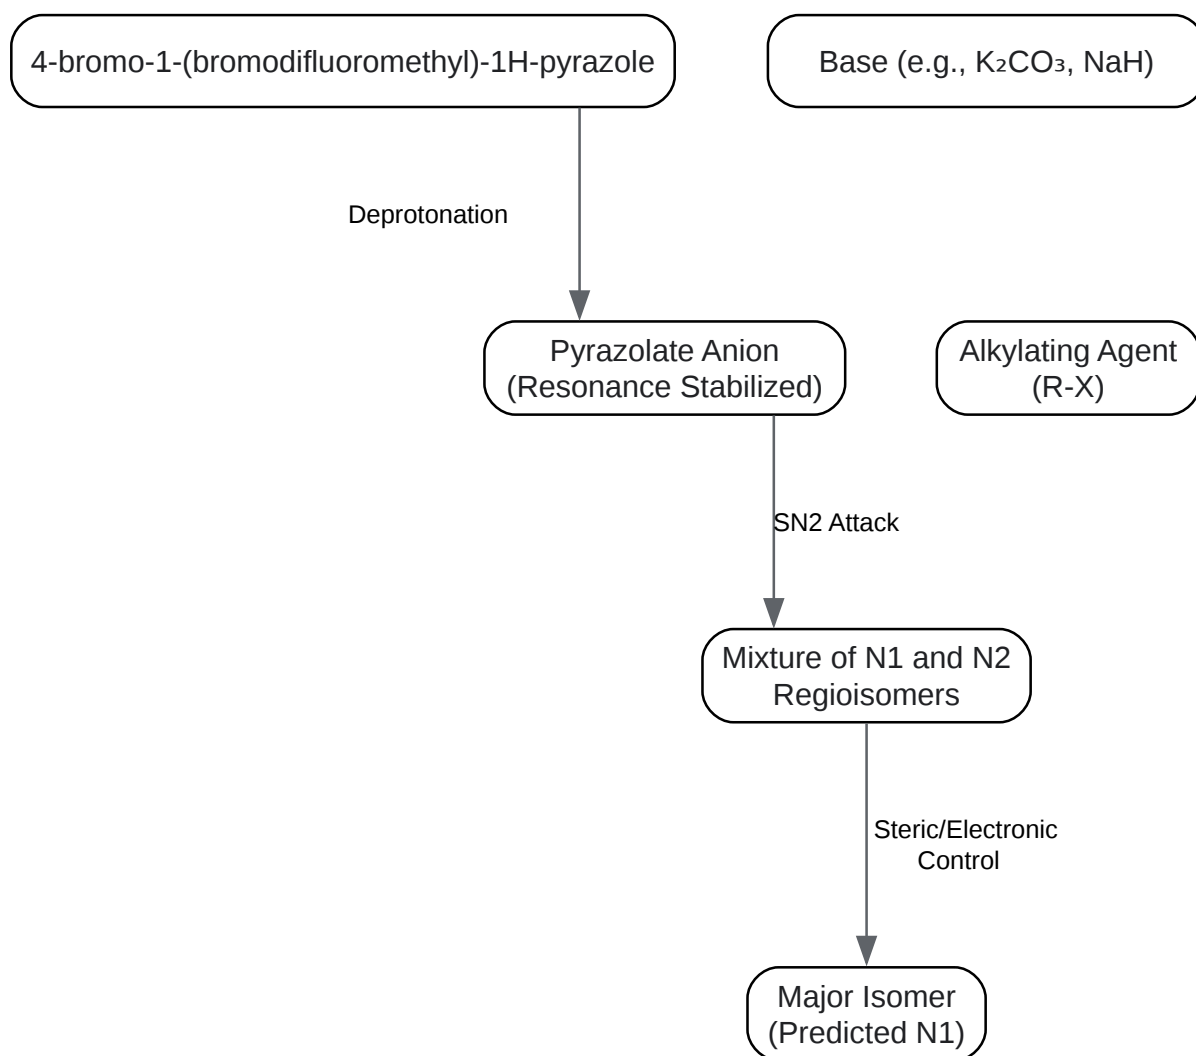 4-bromo-1-(bromodifluoromethyl)-1H-pyrazole
Base (e.g., K₂CO₃, NaH)
Deprotonation
Pyrazolate Anion
(Resonance Stabilized)
Alkylating Agent
(R-X)
SN2 Attack
Mixture of N1 and N2
Regioisomers
Steric/Electronic
Control
Major Isomer
(Predicted N1)